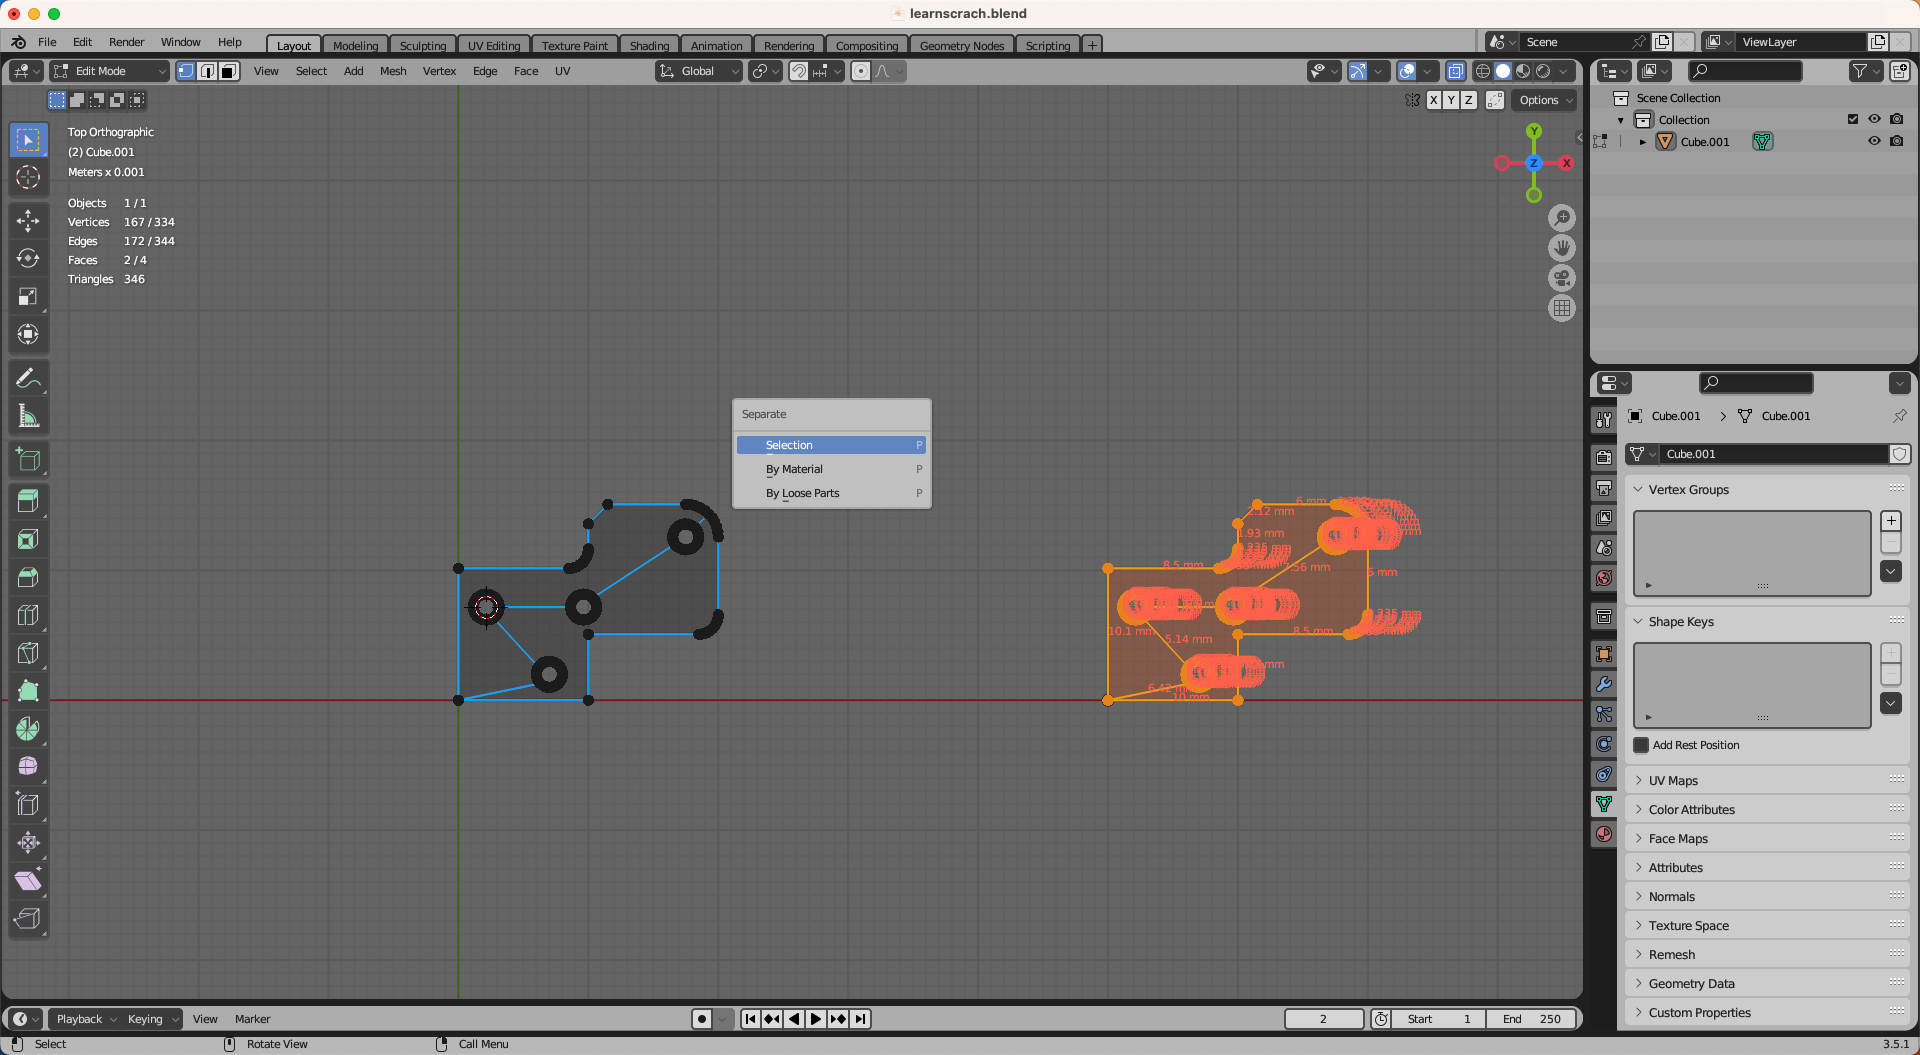 learnscrach.blend
File Edit Render Window Help Layout Modeling Sculpting UV Editing Texture Paint Shading Animation Rendering Compositing Geometry Nodes Scripting + Scene ViewLayer
Edit Mode View Select Add Mesh Vertex Edge Face UV Global
X Y Z Options
Top Orthographic
(2) Cube.001
Meters x 0.001
Objects 1 / 1
Vertices 167 / 334
Edges 172 / 344
Faces 2 / 4
Triangles 346
Y
Z
X
Separate
Selection P
By Material P
By Loose Parts P
6 mm
2.12 mm
1.93 mm
8.5 mm
6 mm
10.1 mm
5.14 mm
8.5 mm
10 mm
Scene Collection
Collection
Cube.001
Cube.001 > Cube.001
Cube.001
Vertex Groups
Shape Keys
Add Rest Position
UV Maps
Color Attributes
Face Maps
Attributes
Normals
Texture Space
Remesh
Geometry Data
Custom Properties
Playback Keying View Marker 2 Start 1 End 250
Select Rotate View Call Menu 3.5.1